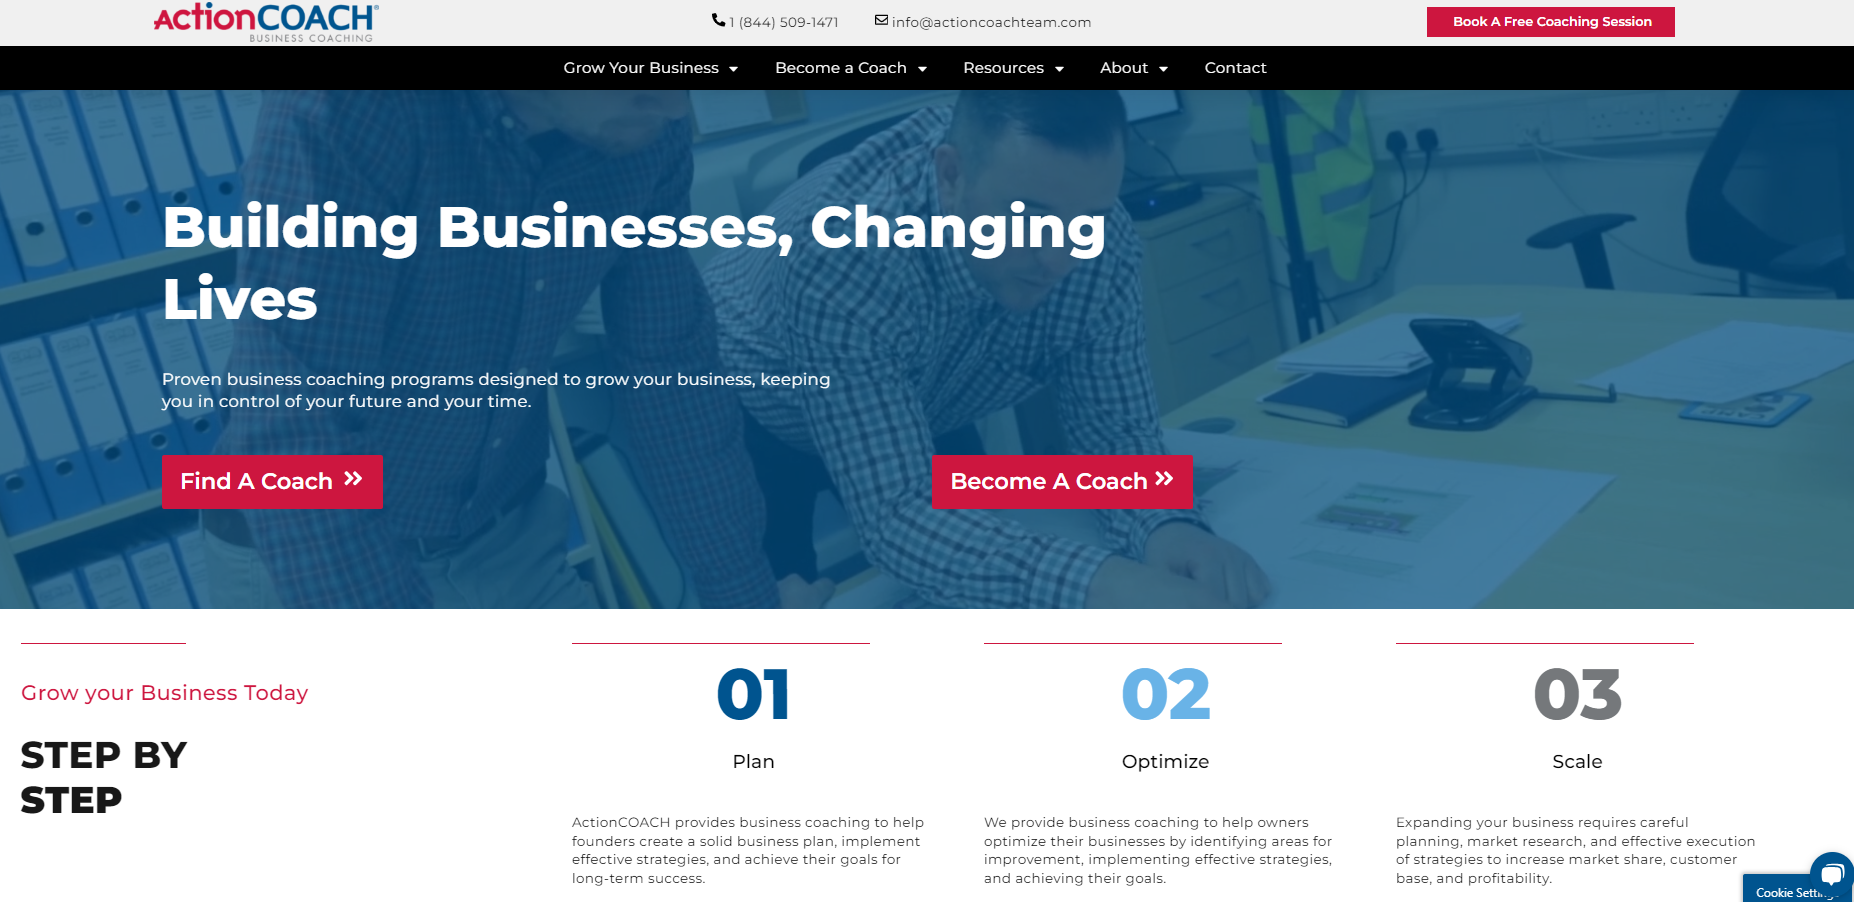 ActionCOACH®
BUSINESS COACHING
1 (844) 509-1471
info@actioncoachteam.com
Book A Free Coaching Session
Grow Your Business
Become a Coach
Resources
About
Contact
Building Businesses, Changing
Lives
Proven business coaching programs designed to grow your business, keeping
you in control of your future and your time.
Find A Coach
Become A Coach
Grow your Business Today
STEP BY
STEP
01
Plan
ActionCOACH provides business coaching to help
founders create a solid business plan, implement
effective strategies, and achieve their goals for
long-term success.
02
Optimize
We provide business coaching to help owners
optimize their businesses by identifying areas for
improvement, implementing effective strategies,
and achieving their goals.
03
Scale
Expanding your business requires careful
planning, market research, and effective execution
of strategies to increase market share, customer
base, and profitability.
Cookie Settings